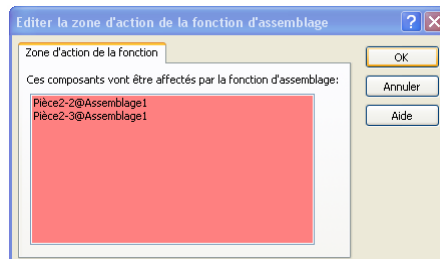 Editer la zone d'action de la fonction d'assemblage
Zone d'action de la fonction
OK
Ces composants vont être affectés par la fonction d'assemblage:
Annuler
Pièce2-2@Assemblage1
Pièce2-3@Assemblage1
Aide